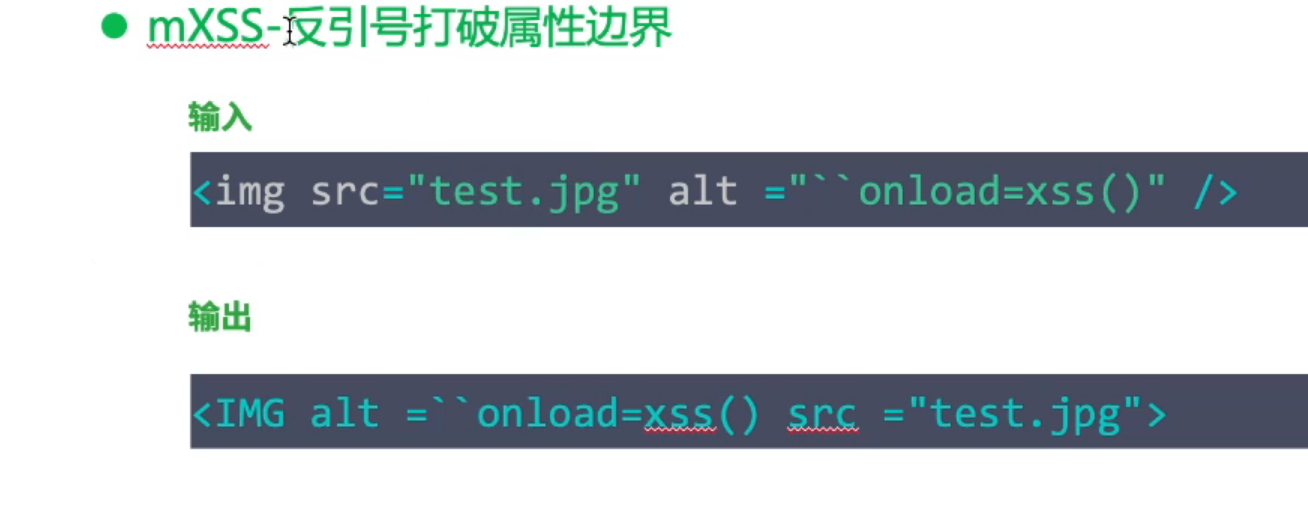 mXSS-反引号打破属性边界
输入
<img src="test.jpg" alt ="``onload=xss()" />
输出
<IMG alt =``onload=xss() src ="test.jpg">